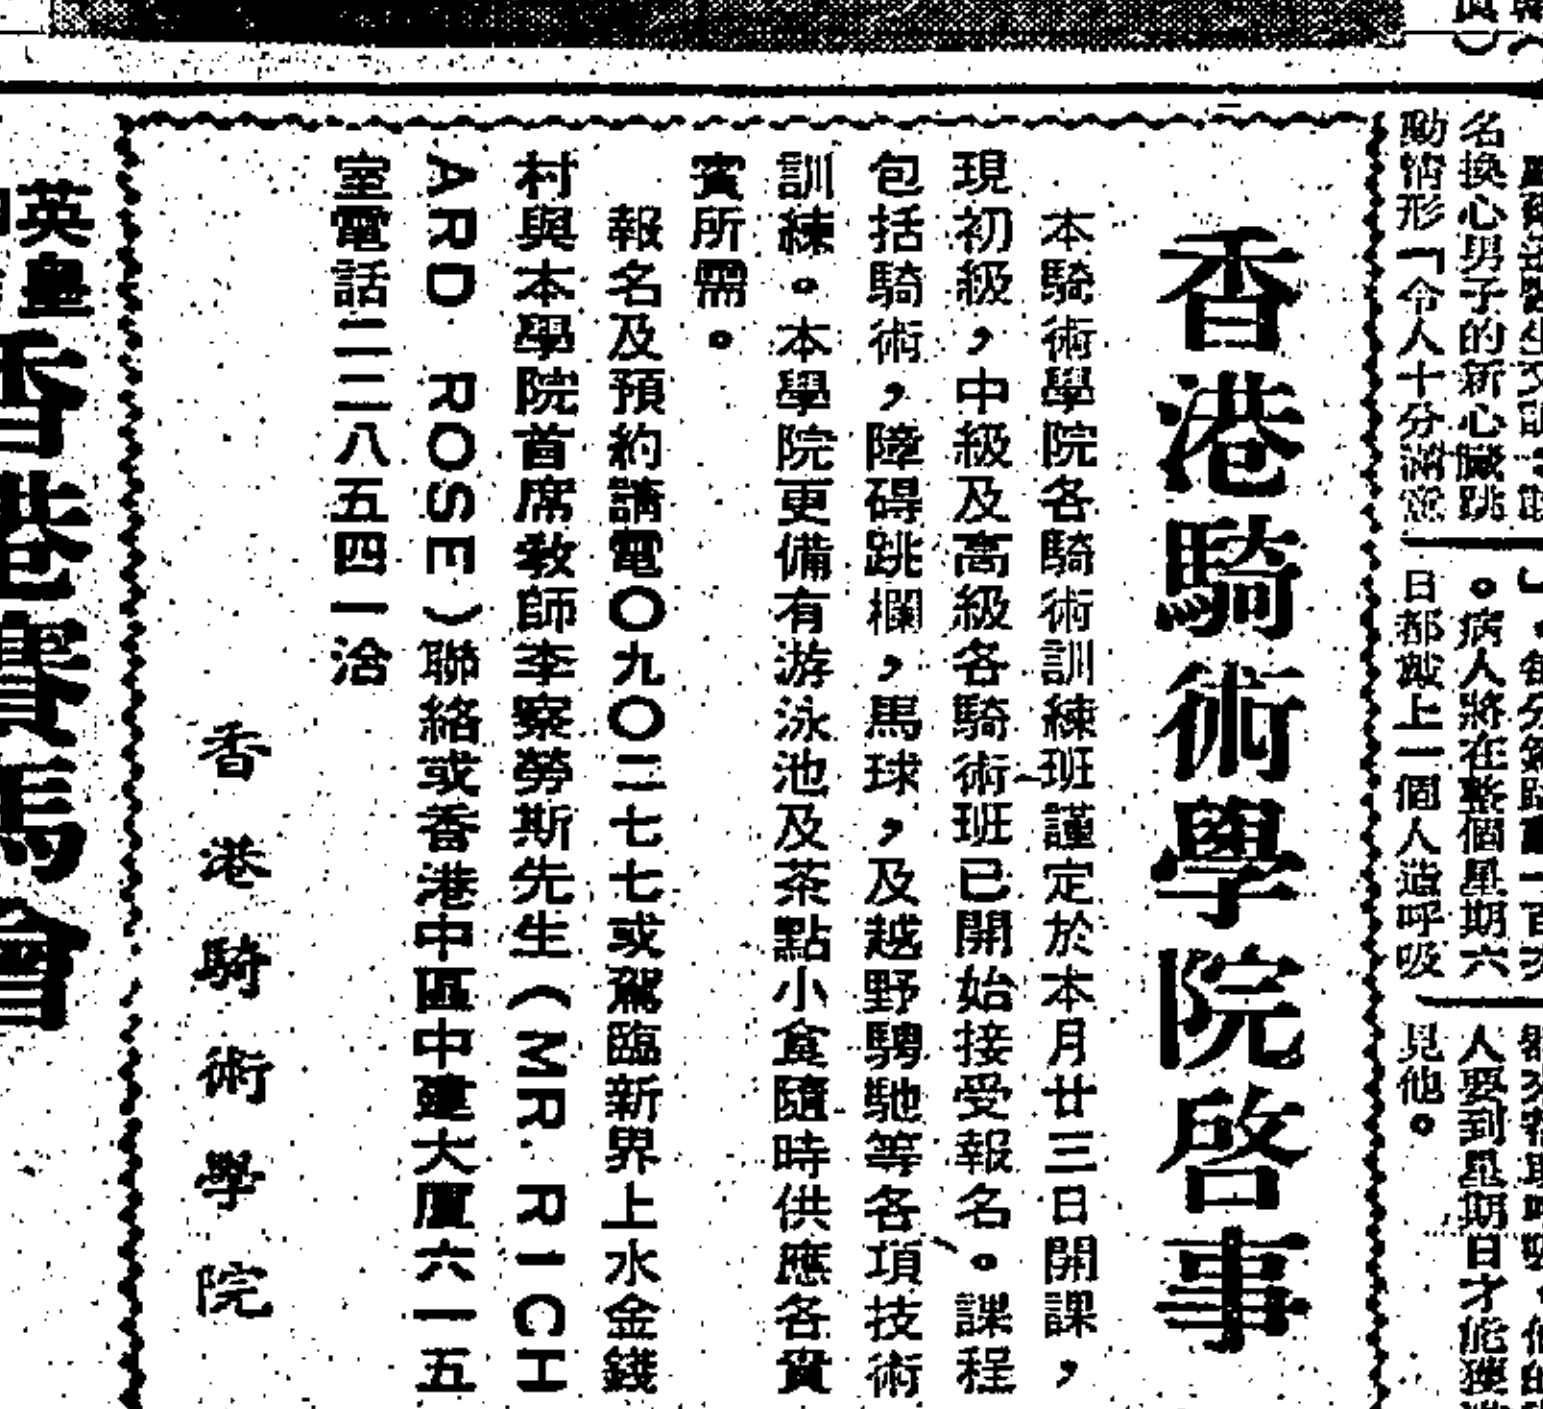 名換心男子的新心臟跳
動情形「令人十分滿意
。病人將在整個星期六
日都戴上一個人造呼吸
人要到星期日才能獲准
見他。
香港騎術學院啓事
本騎術學院各騎術訓練班謹定於本月廿三日開課,
現初級,中級及高級各騎術班已開始接受報名。課程
包括騎術,障碍跳欄,馬球,及越野騁馳等各項技術
訓練。本學院更備有游泳池及茶點小食隨時供應各貴
賓所需。
報名及預約請電〇九〇二七七或駕臨新界上水金錢
村與本學院首席教師李察勞斯先生(MR. RICH
ARD ROSE)聯絡或香港中區中建大廈六一五
室電話二二八五四一洽
香港騎術學院
英皇
香港賽馬會